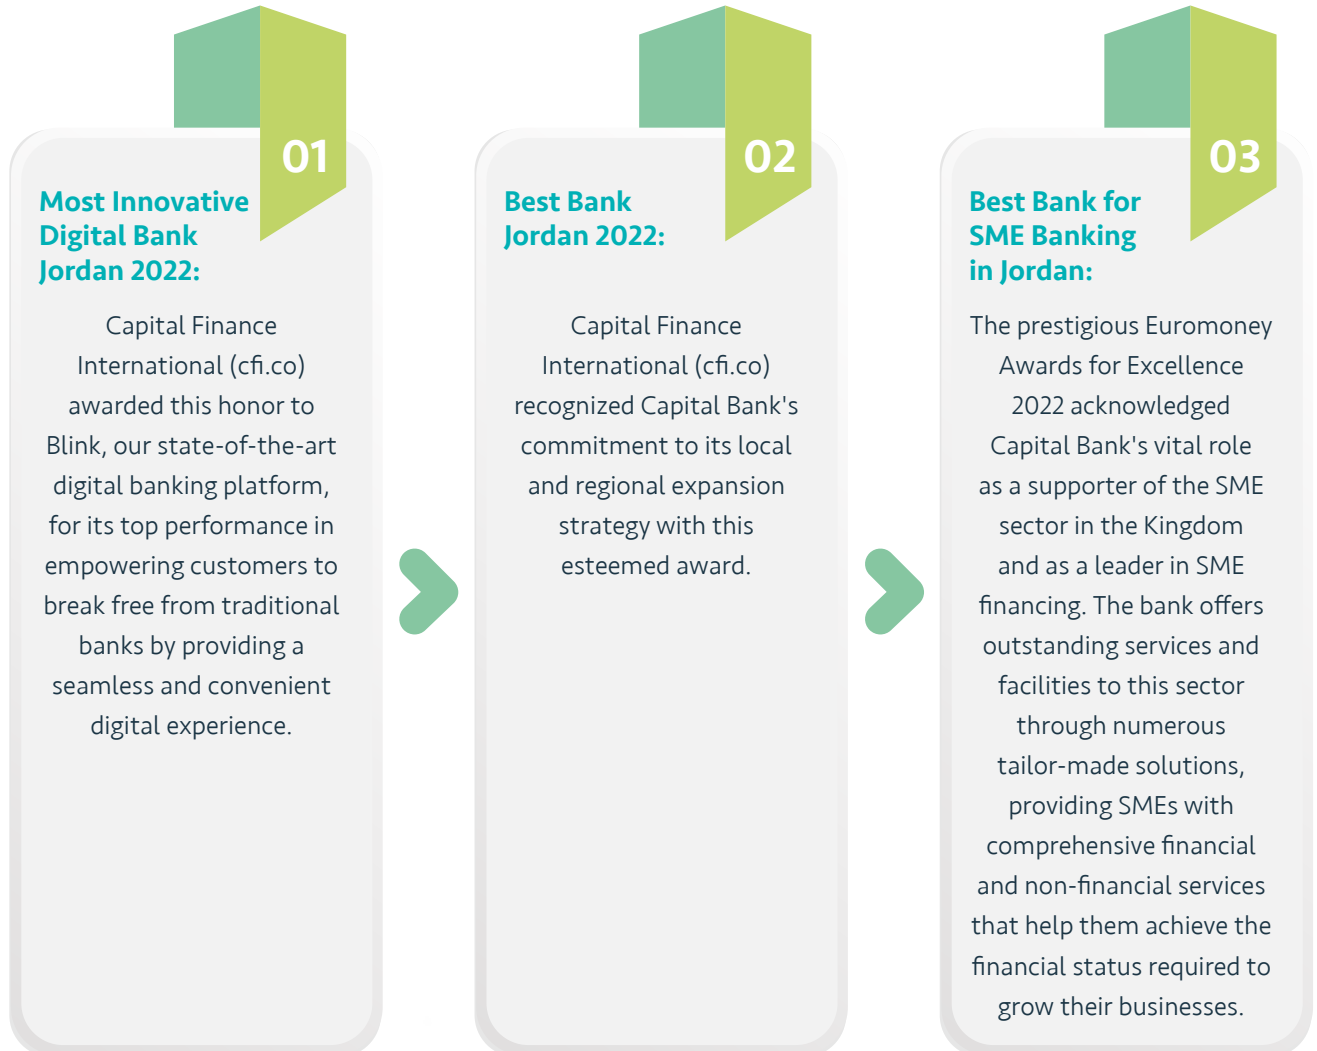 01
Most Innovative
Digital Bank
Jordan 2022:
Capital Finance
International (cfi.co)
awarded this honor to
Blink, our state-of-the-art
digital banking platform,
for its top performance in
empowering customers to
break free from traditional
banks by providing a
seamless and convenient
digital experience.
02
Best Bank
Jordan 2022:
Capital Finance
International (cfi.co)
recognized Capital Bank's
commitment to its local
and regional expansion
strategy with this
esteemed award.
03
Best Bank for
SME Banking
in Jordan:
The prestigious Euromoney
Awards for Excellence
2022 acknowledged
Capital Bank's vital role
as a supporter of the SME
sector in the Kingdom
and as a leader in SME
financing. The bank offers
outstanding services and
facilities to this sector
through numerous
tailor-made solutions,
providing SMEs with
comprehensive financial
and non-financial services
that help them achieve the
financial status required to
grow their businesses.